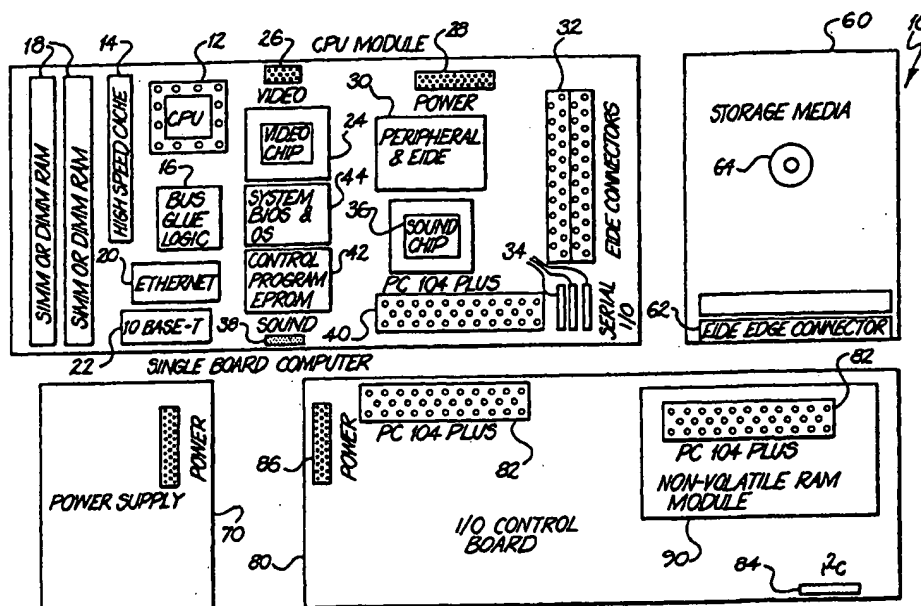 18
14
12
26
CPU MODULE
28
32
60
10
SIMM OR DIMM RAM
SIMM OR DIMM RAM
HIGH SPEED CACHE
CPU
VIDEO
POWER
30
VIDEO
CHIP
24
PERIPHERAL
& EIDE
STORAGE MEDIA
64
16
BUS
GLUE
LOGIC
SYSTEM
BIOS &
OS
44
36
SOUND
CHIP
EIDE CONNECTORS
34
20
ETHERNET
CONTROL
PROGRAM
EPROM
42
PC 104 PLUS
40
SERIAL
I/O
10 BASE-T
22
SOUND
38
62
EIDE EDGE CONNECTOR
SINGLE BOARD COMPUTER
POWER
POWER SUPPLY
70
86
POWER
PC 104 PLUS
82
I/O CONTROL
BOARD
80
82
PC 104 PLUS
NON-VOLATILE RAM
MODULE
90
84
I²C